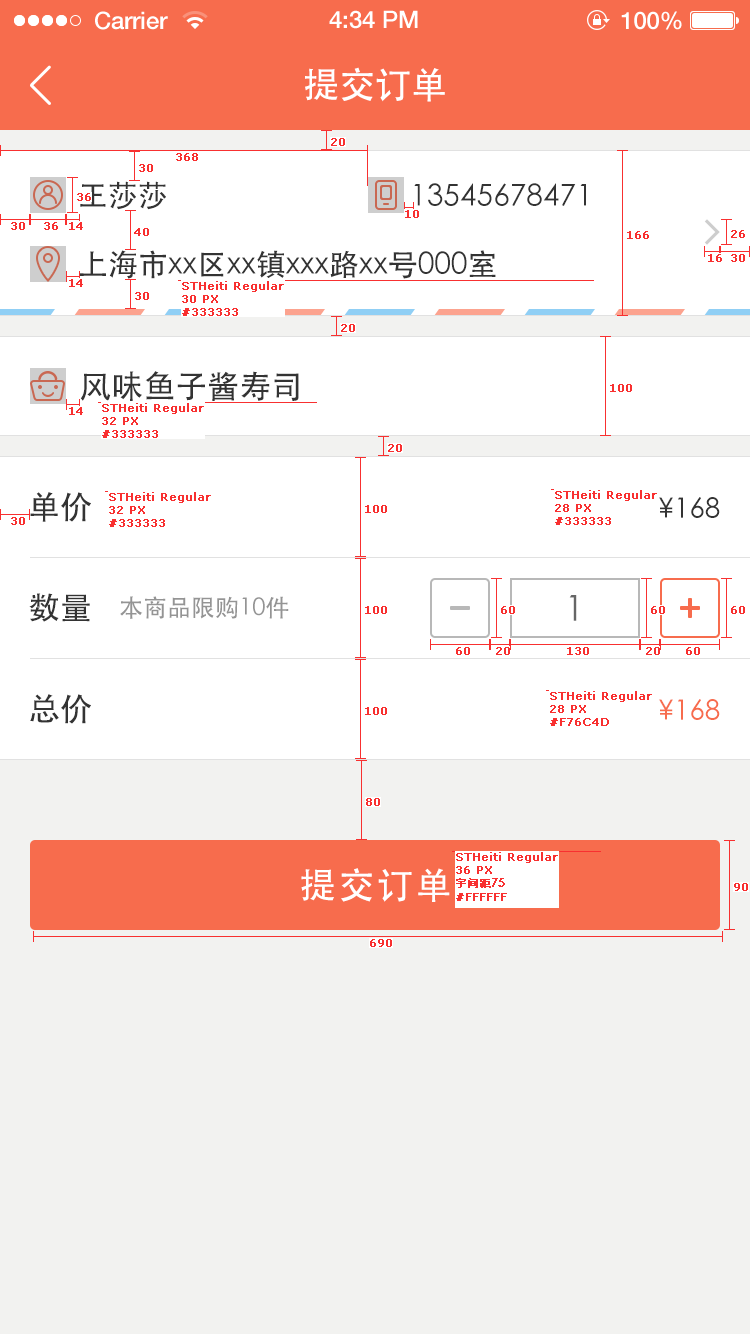 Carrier 4:34 PM 100%
提交订单
20
368
30
36 王莎莎 13545678471
10
30 36 14
40
166
26
16 30
上海市xx区xx镇xxx路xx号000室
14
30
STHeiti Regular
30 PX
#333333
20
风味鱼子酱寿司
100
14
STHeiti Regular
32 PX
#333333
20
单价
STHeiti Regular
32 PX
#333333
30
100
STHeiti Regular
28 PX
#333333
¥168
数量 本商品限购10件
100
1
60 60 60
60 20 130 20 60
总价
100
STHeiti Regular
28 PX
#F76C4D
¥168
80
提交订单
STHeiti Regular
36 PX
字间距75
#FFFFFF
90
690